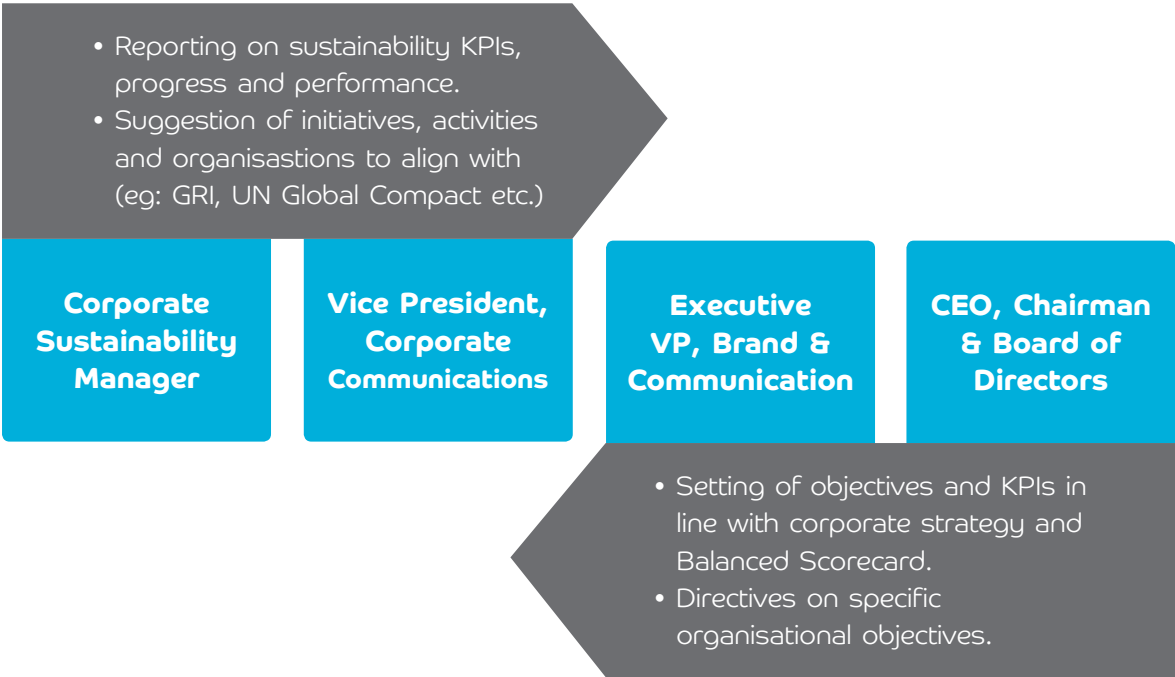 • Reporting on sustainability KPIs,
progress and performance.
• Suggestion of initiatives, activities
and organisastions to align with
(eg: GRI, UN Global Compact etc.)
Corporate
Sustainability
Manager
Vice President,
Corporate
Communications
Executive
VP, Brand &
Communication
CEO, Chairman
& Board of
Directors
• Setting of objectives and KPIs in
line with corporate strategy and
Balanced Scorecard.
• Directives on specific
organisational objectives.